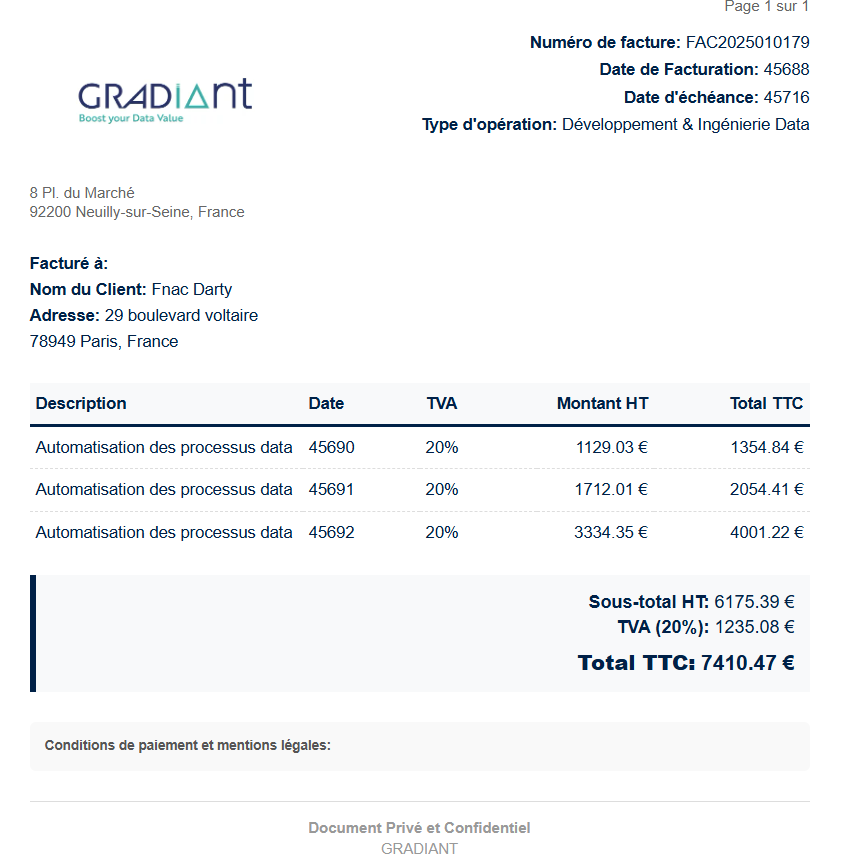 Page 1 sur 1
Numéro de facture: FAC2025010179
Date de Facturation: 45688
Date d'échéance: 45716
Type d'opération: Développement & Ingénierie Data
GRADIANT
Boost your Data Value
8 Pl. du Marché
92200 Neuilly-sur-Seine, France
Facturé à:
Nom du Client: Fnac Darty
Adresse: 29 boulevard voltaire
78949 Paris, France
Description Date TVA Montant HT Total TTC
Automatisation des processus data 45690 20% 1129.03 € 1354.84 €
Automatisation des processus data 45691 20% 1712.01 € 2054.41 €
Automatisation des processus data 45692 20% 3334.35 € 4001.22 €
Sous-total HT: 6175.39 €
TVA (20%): 1235.08 €
Total TTC: 7410.47 €
Conditions de paiement et mentions légales:
Document Privé et Confidentiel
GRADIANT